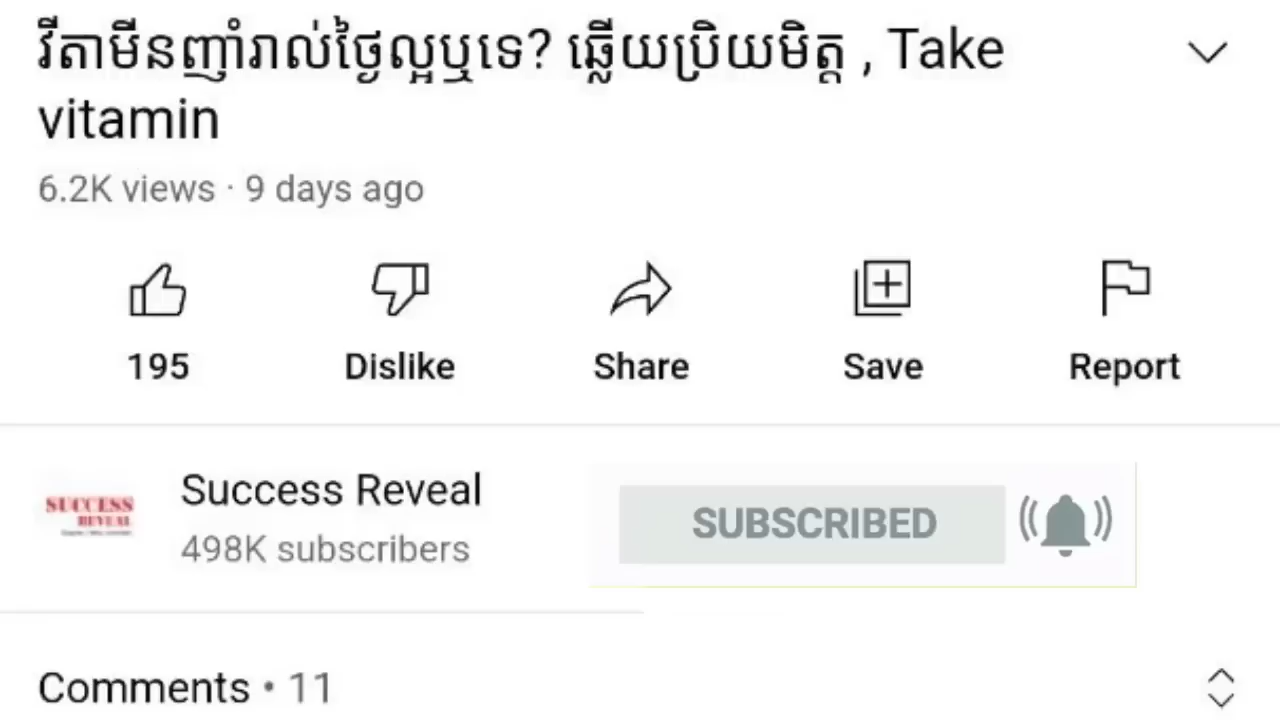 វីតាមីនញ៉ាំរាល់ថ្ងៃល្អឬទេ? ឆ្លើយប្រិយមិត្ត , Take
vitamin
6.2K views · 9 days ago
195
Dislike
Share
Save
Report
SUCCESS
REVEAL
Success Reveal
498K subscribers
SUBSCRIBED
Comments • 11